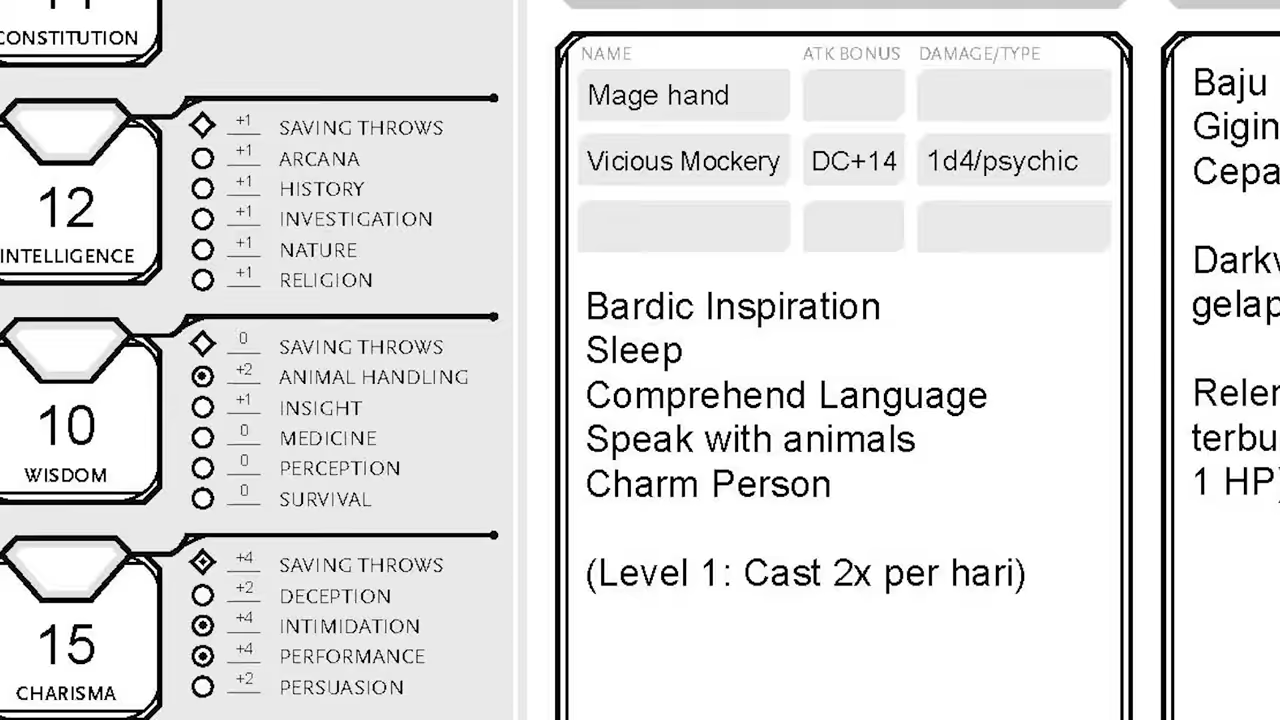 CONSTITUTION
12
INTELLIGENCE
+1 SAVING THROWS
+1 ARCANA
+1 HISTORY
+1 INVESTIGATION
+1 NATURE
+1 RELIGION
10
WISDOM
0 SAVING THROWS
+2 ANIMAL HANDLING
+1 INSIGHT
0 MEDICINE
0 PERCEPTION
0 SURVIVAL
15
CHARISMA
+4 SAVING THROWS
+2 DECEPTION
+4 INTIMIDATION
+4 PERFORMANCE
+2 PERSUASION
NAME ATK BONUS DAMAGE/TYPE
Mage hand
Vicious Mockery DC+14 1d4/psychic
Bardic Inspiration
Sleep
Comprehend Language
Speak with animals
Charm Person
(Level 1: Cast 2x per hari)
Baju
Gigin
Cepa
Darkv
gelap
Relen
terbu
1 HP)